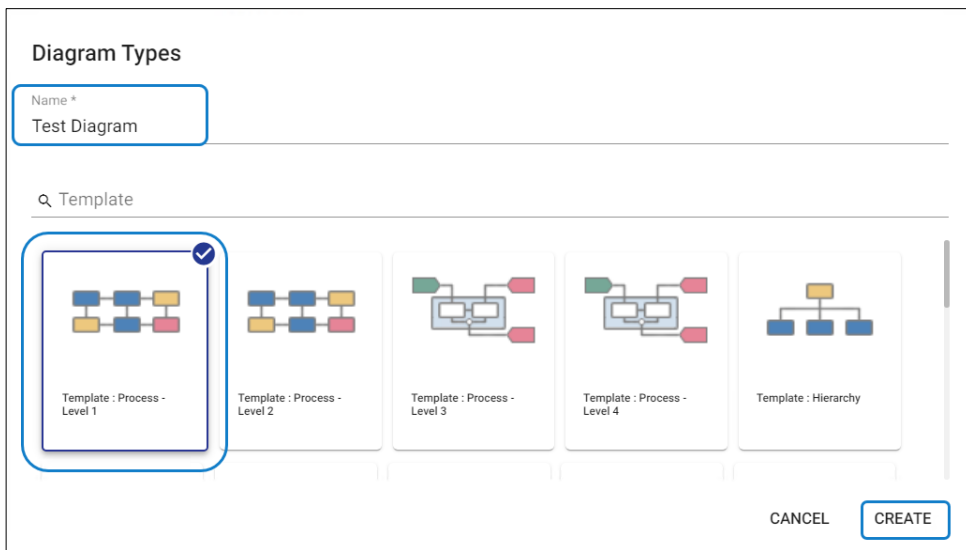 Diagram Types
Name *
Test Diagram
Template
Template : Process -
Level 1
Template : Process -
Level 2
Template : Process -
Level 3
Template : Process -
Level 4
Template : Hierarchy
CANCEL
CREATE